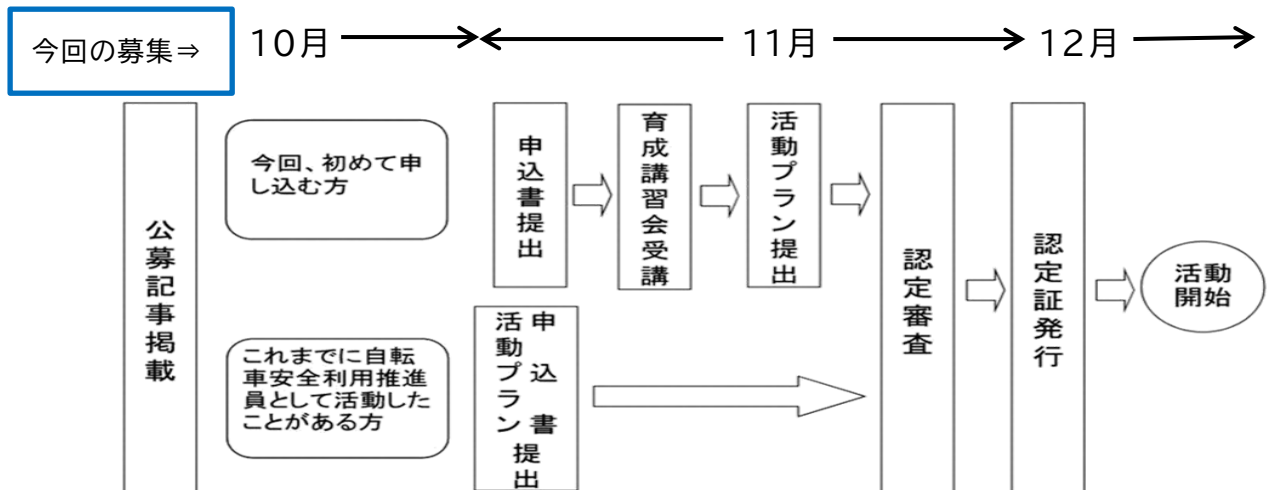 今回の募集⇒
10月
11月
12月
公募記事掲載
今回、初めて申
し込む方
申込書提出
育成講習会受講
活動プラン提出
これまでに自転
車安全利用推進
員として活動した
ことがある方
申込書
活動プラン
提出
認定審査
認定証発行
活動
開始